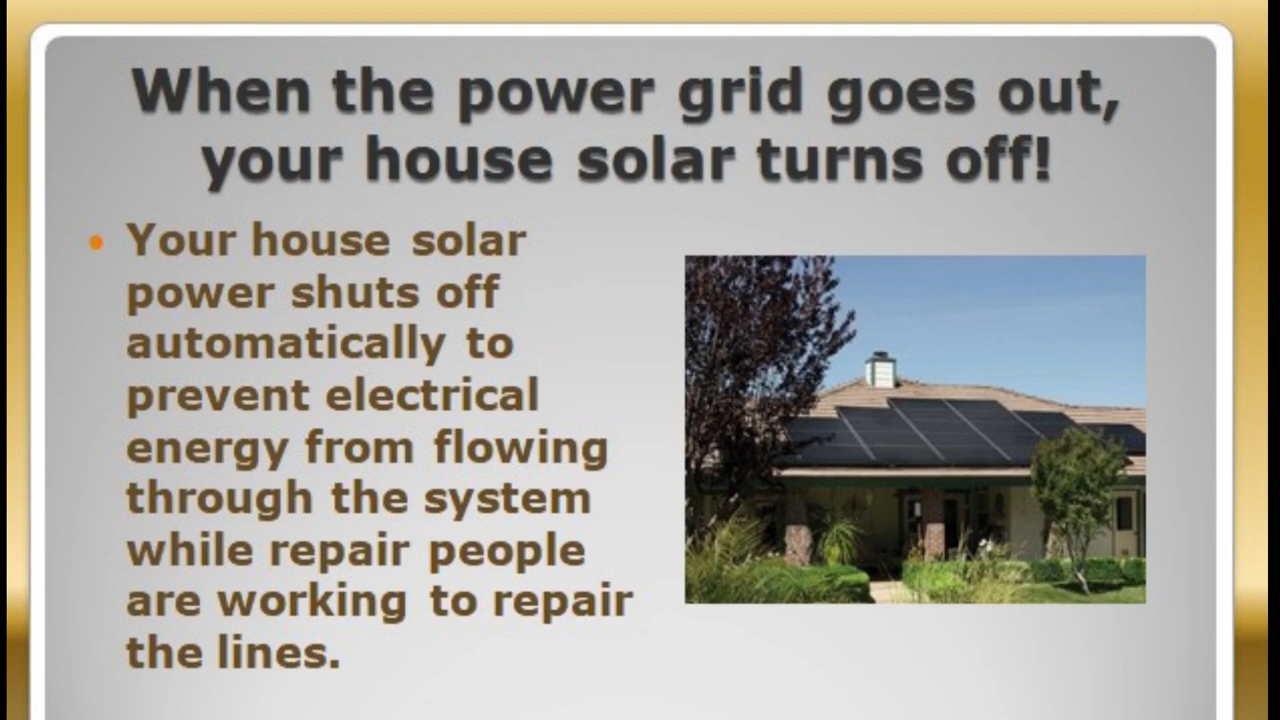 When the power grid goes out,
your house solar turns off!
• Your house solar
power shuts off
automatically to
prevent electrical
energy from flowing
through the system
while repair people
are working to repair
the lines.